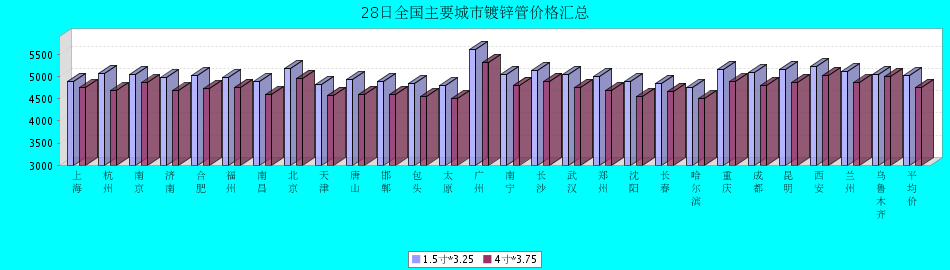 28日全国主要城市镀锌管价格汇总
5500
5000
4500
4000
3500
3000
上海
杭州
南京
济南
合肥
福州
南昌
北京
天津
唐山
邯郸
包头
太原
广州
南宁
长沙
武汉
郑州
沈阳
长春
哈尔滨
重庆
成都
昆明
西安
兰州
乌鲁木齐
平均价
1.5寸*3.25
4寸*3.75